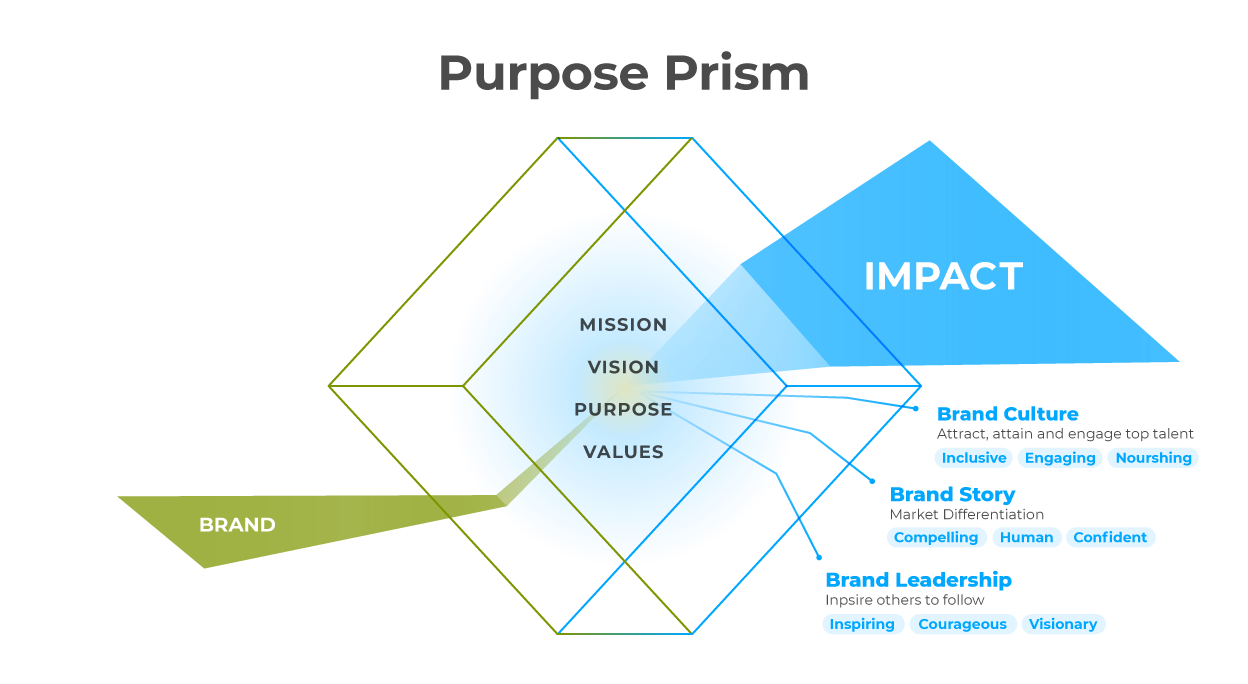 Purpose Prism
IMPACT
MISSION
VISION
PURPOSE
VALUES
BRAND
Brand Culture
Attract, attain and engage top talent
Inclusive Engaging Nourshing
Brand Story
Market Differentiation
Compelling Human Confident
Brand Leadership
Inpsire others to follow
Inspiring Courageous Visionary